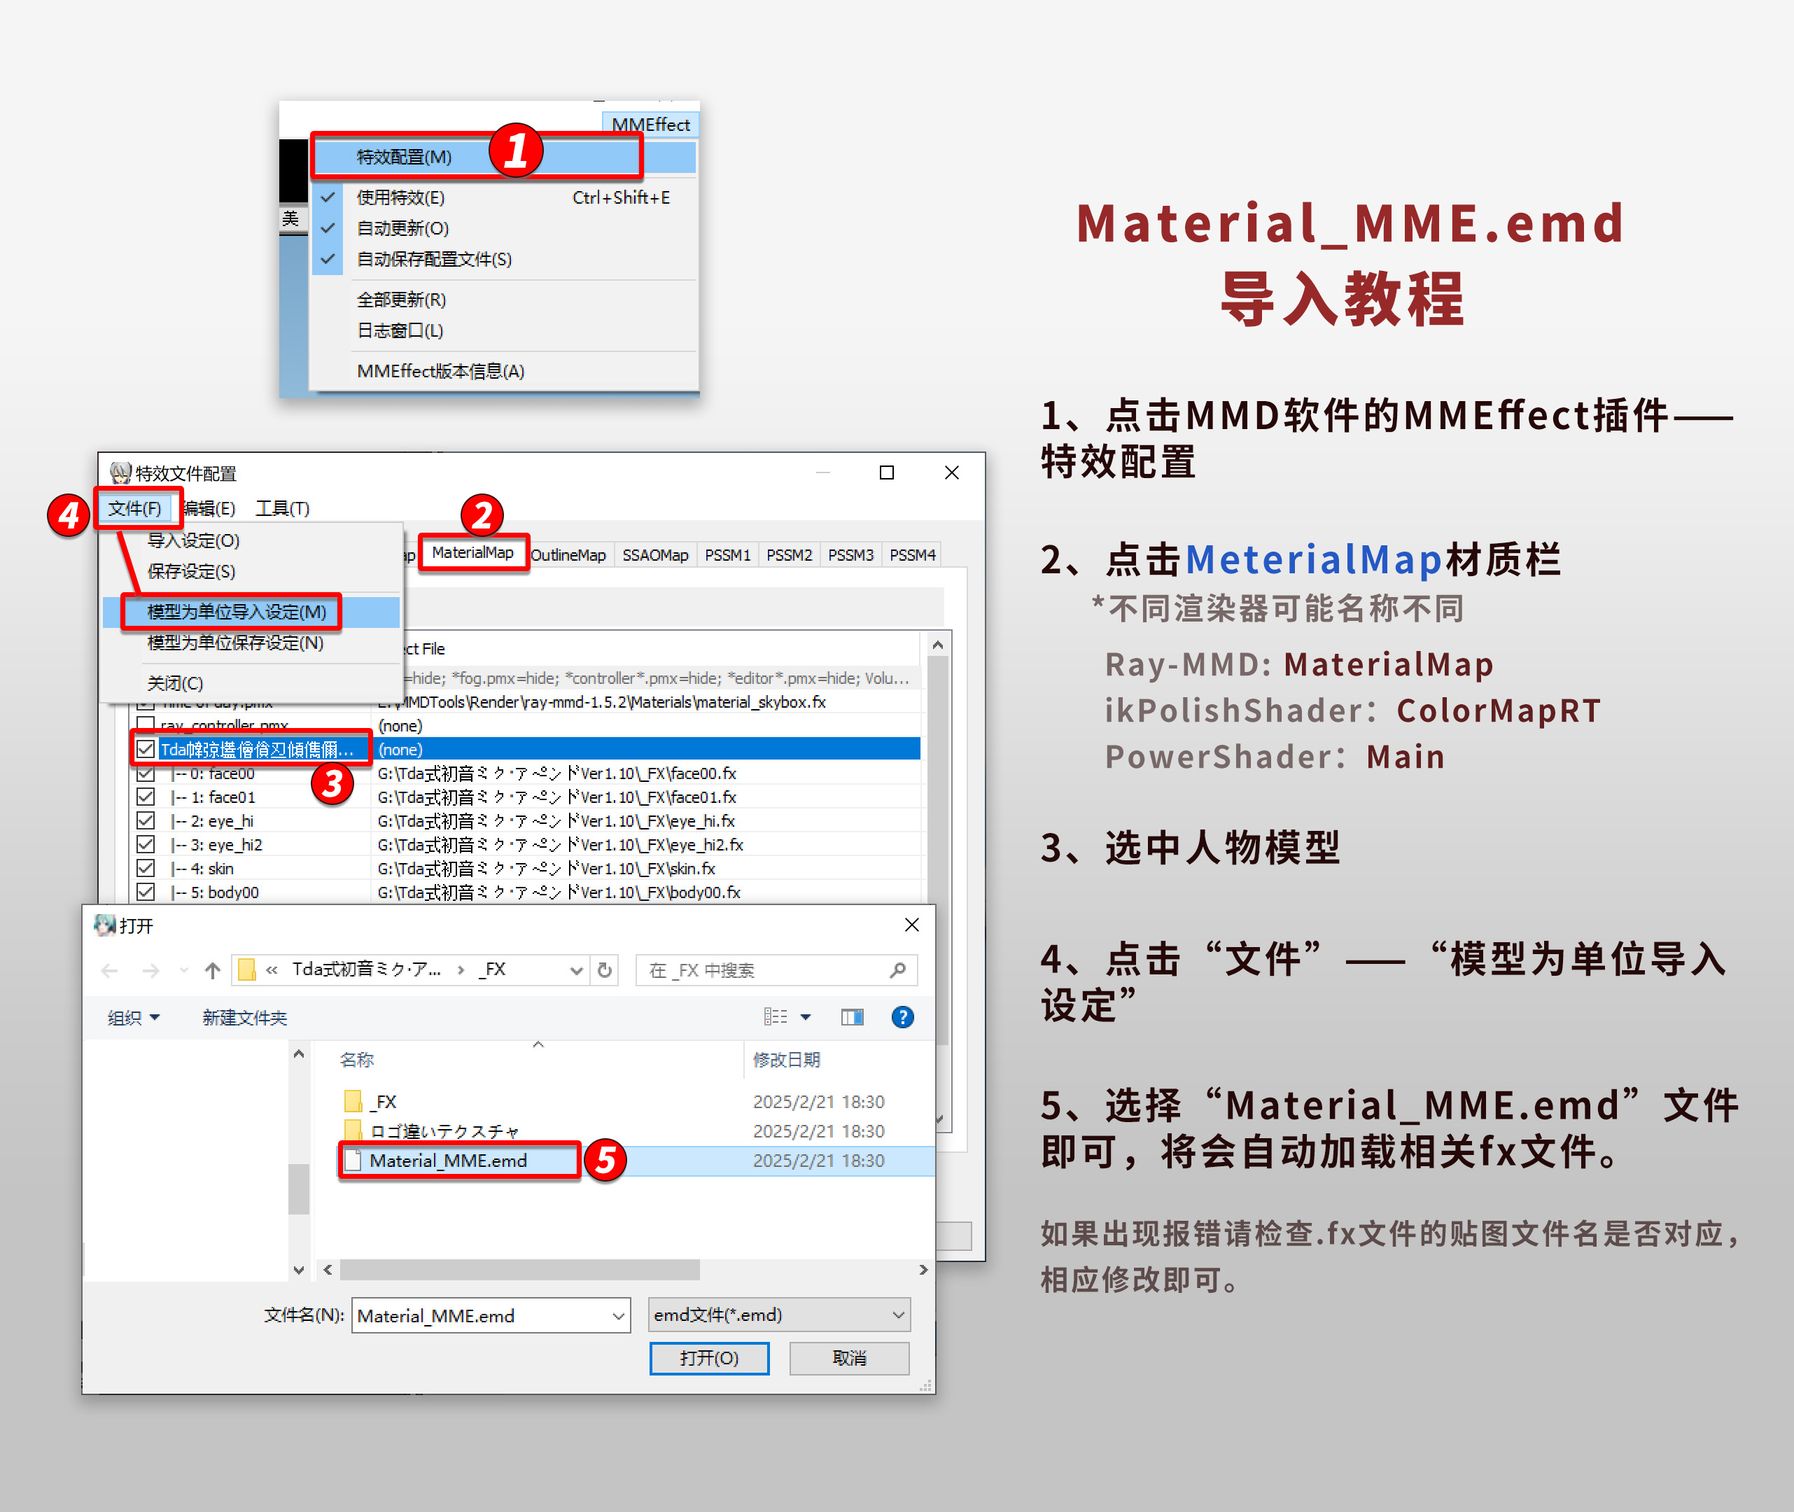 MMEffect
特效配置(M)
1
使用特效(E) Ctrl+Shift+E
自动更新(O)
美
自动保存配置文件(S)
全部更新(R)
日志窗口(L)
MMEffect版本信息(A)
特效文件配置
4
文件(F) 编辑(E) 工具(T)
2
导入设定(O)
保存设定(S)
模型为单位导入设定(M)
模型为单位保存设定(N)
关闭(C)
MaterialMap OutlineMap SSAOMap PSSM1 PSSM2 PSSM3 PSSM4
ct File
=hide; *fog.pmx=hide; *controller*.pmx=hide; *editor*.pmx=hide; Volu...
Time of day.pmx E:\MMDTools\Render\ray-mmd-1.5.2\Materials\material_skybox.fx
ray_controller.pmx (none)
(none)
3
|-- 0: face00 G:\Tda式初音ミク・アペンドVer1.10\_FX\face00.fx
|-- 1: face01 G:\Tda式初音ミク・アペンドVer1.10\_FX\face01.fx
|-- 2: eye_hi G:\Tda式初音ミク・アペンドVer1.10\_FX\eye_hi.fx
|-- 3: eye_hi2 G:\Tda式初音ミク・アペンドVer1.10\_FX\eye_hi2.fx
|-- 4: skin G:\Tda式初音ミク・アペンドVer1.10\_FX\skin.fx
|-- 5: body00 G:\Tda式初音ミク・アペンドVer1.10\_FX\body00.fx
打开
« Tda式初音ミク・ア... › _FX
在 _FX 中搜索
组织 新建文件夹
名称 修改日期
_FX 2025/2/21 18:30
ロゴ違いテクスチャ 2025/2/21 18:30
Material_MME.emd 2025/2/21 18:30
5
文件名(N): Material_MME.emd emd文件(*.emd)
打开(O) 取消
Material_MME.emd
导入教程
1、点击MMD软件的MMEffect插件——
特效配置
2、点击MeterialMap材质栏
*不同渲染器可能名称不同
Ray-MMD: MaterialMap
ikPolishShader：ColorMapRT
PowerShader：Main
3、选中人物模型
4、点击“文件”——“模型为单位导入
设定”
5、选择“Material_MME.emd”文件
即可，将会自动加载相关fx文件。
如果出现报错请检查.fx文件的贴图文件名是否对应，
相应修改即可。